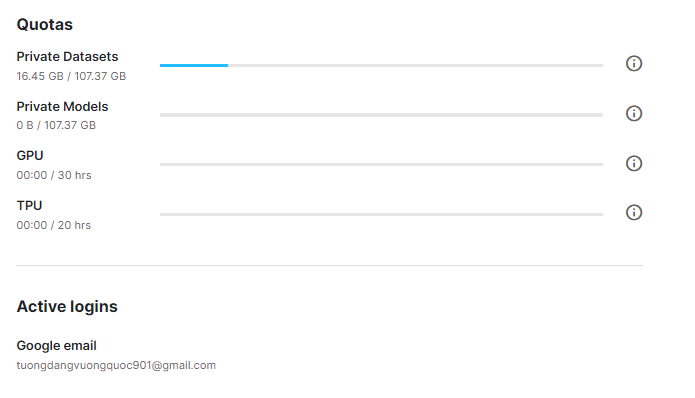 Quotas
Private Datasets
16.45 GB / 107.37 GB
Private Models
0 B / 107.37 GB
GPU
00:00 / 30 hrs
TPU
00:00 / 20 hrs
Active logins
Google email
tuongdangvuongquoc901@gmail.com